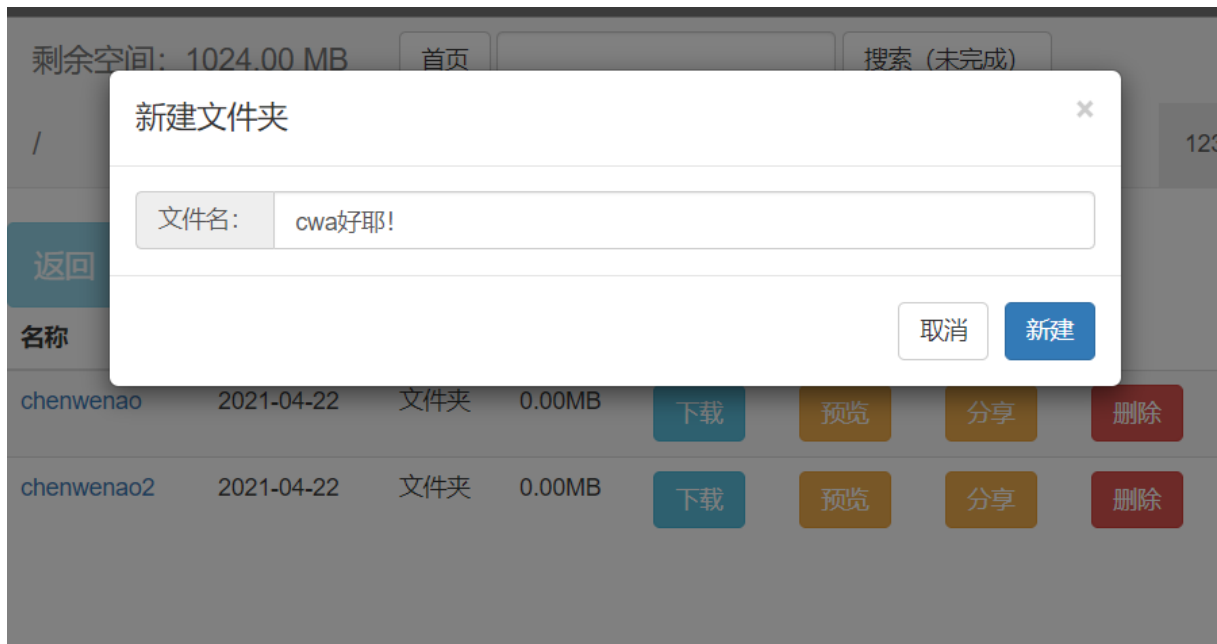 剩余空间：1024.00 MB 首页 搜索（未完成）
新建文件夹 ×
/ 123
文件名： cwa好耶！
返回
取消 新建
名称
chenwenao 2021-04-22 文件夹 0.00MB 下载 预览 分享 删除
chenwenao2 2021-04-22 文件夹 0.00MB 下载 预览 分享 删除